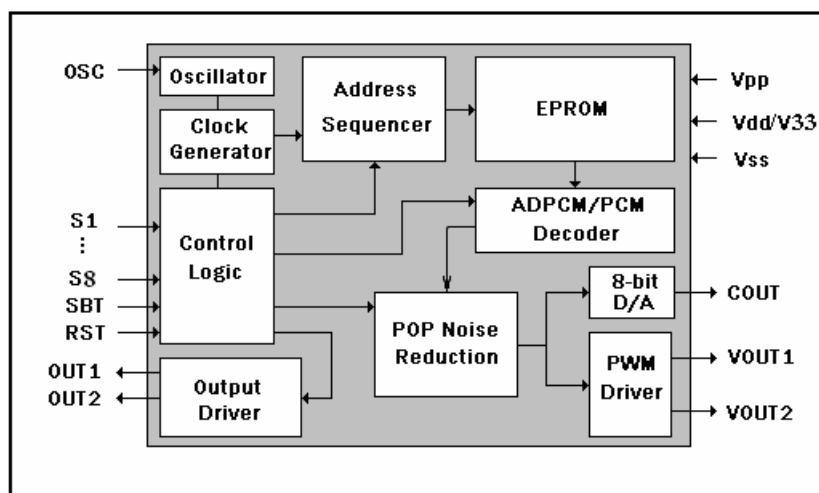 OSC
Oscillator
Clock
Generator
Address
Sequencer
EPROM
Vpp
Vdd/V33
Vss
S1
⋮
S8
SBT
RST
Control
Logic
ADPCM/PCM
Decoder
POP Noise
Reduction
8-bit
D/A
COUT
OUT1
OUT2
Output
Driver
PWM
Driver
VOUT1
VOUT2